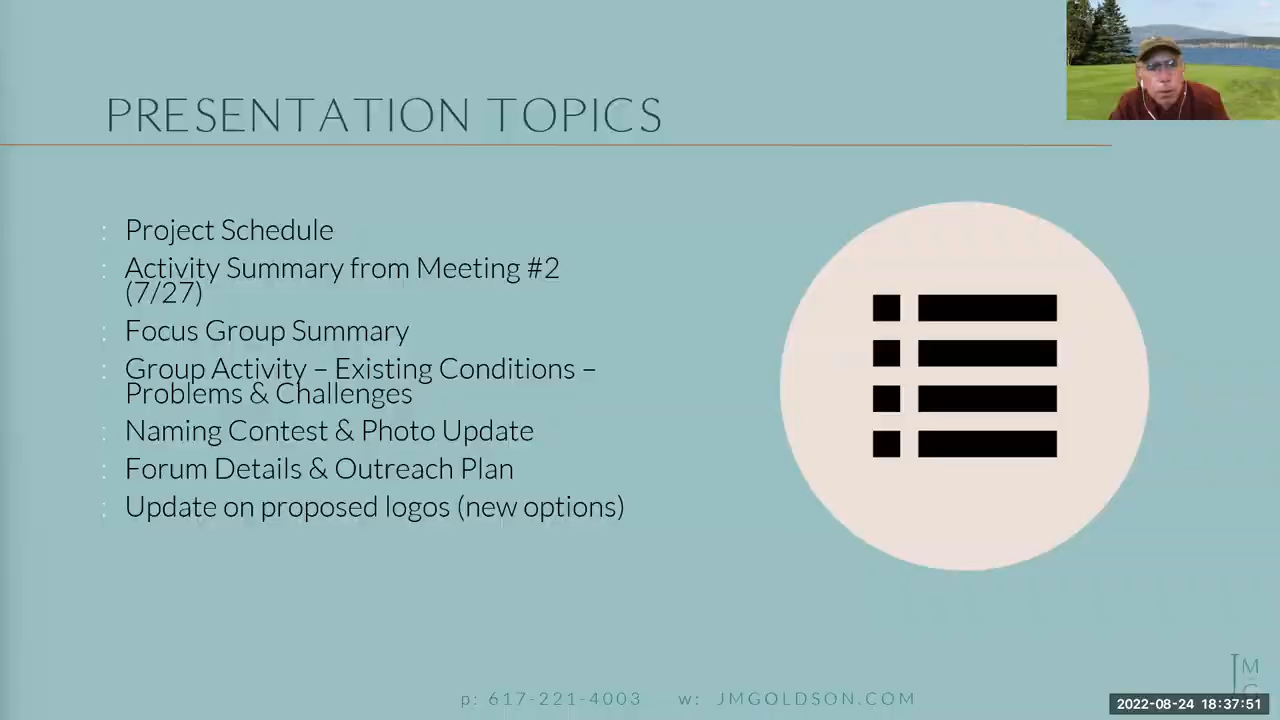 PRESENTATION TOPICS
: Project Schedule
: Activity Summary from Meeting #2
(7/27)
: Focus Group Summary
: Group Activity – Existing Conditions –
Problems & Challenges
: Naming Contest & Photo Update
: Forum Details & Outreach Plan
: Update on proposed logos (new options)
p: 617-221-4003 w: JMGOLDSON.COM
JM
G
2022-08-24 18:37:51